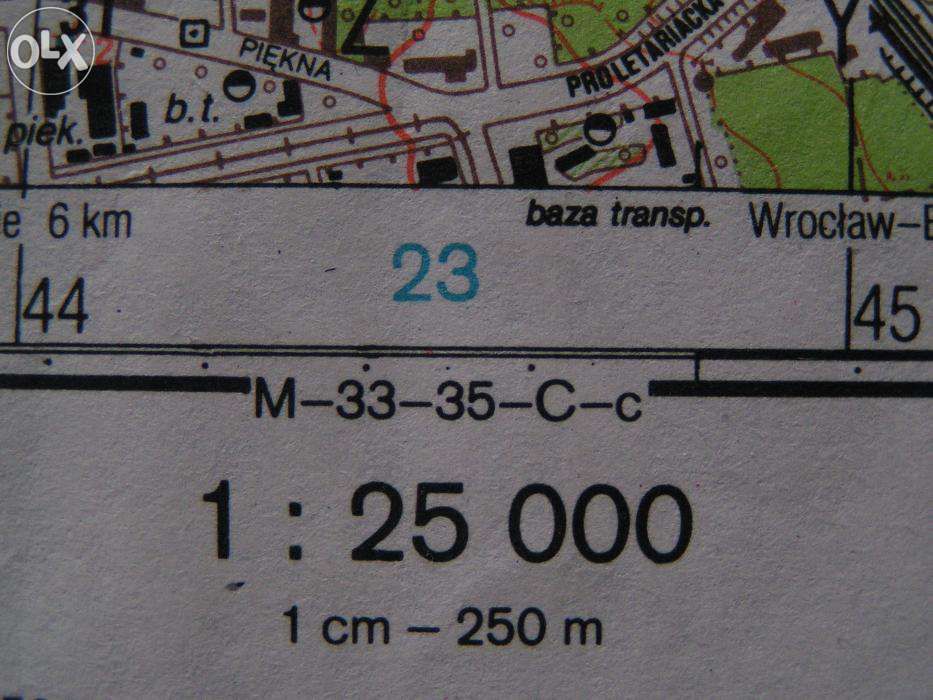 OLX
PIĘKNA
PROLETARIACKA
b.t.
piek.
e 6 km
baza transp.
Wrocław–
23
44
45
M–33–35–C–c
1 : 25 000
1 cm – 250 m